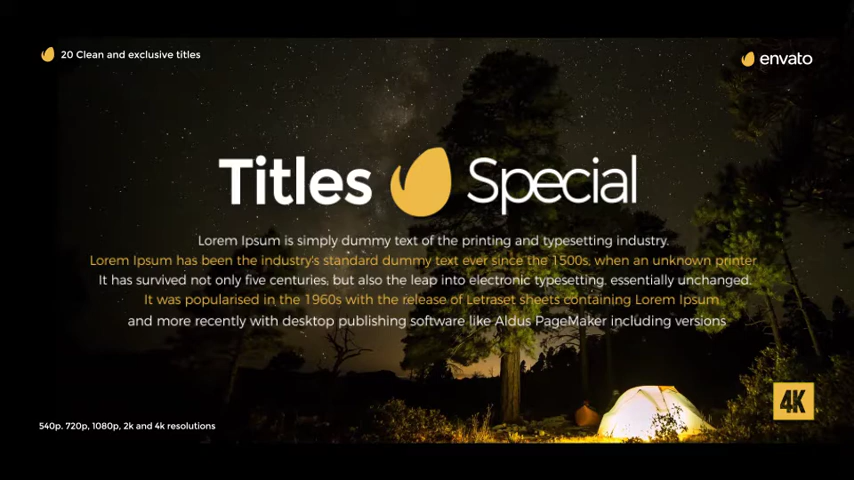 20 Clean and exclusive titles
envato
Titles Special
Lorem Ipsum is simply dummy text of the printing and typesetting industry.
Lorem Ipsum has been the industry's standard dummy text ever since the 1500s, when an unknown printer
It has survived not only five centuries, but also the leap into electronic typesetting, essentially unchanged.
It was popularised in the 1960s with the release of Letraset sheets containing Lorem Ipsum
and more recently with desktop publishing software like Aldus PageMaker including versions
4K
540p. 720p, 1080p, 2k and 4k resolutions